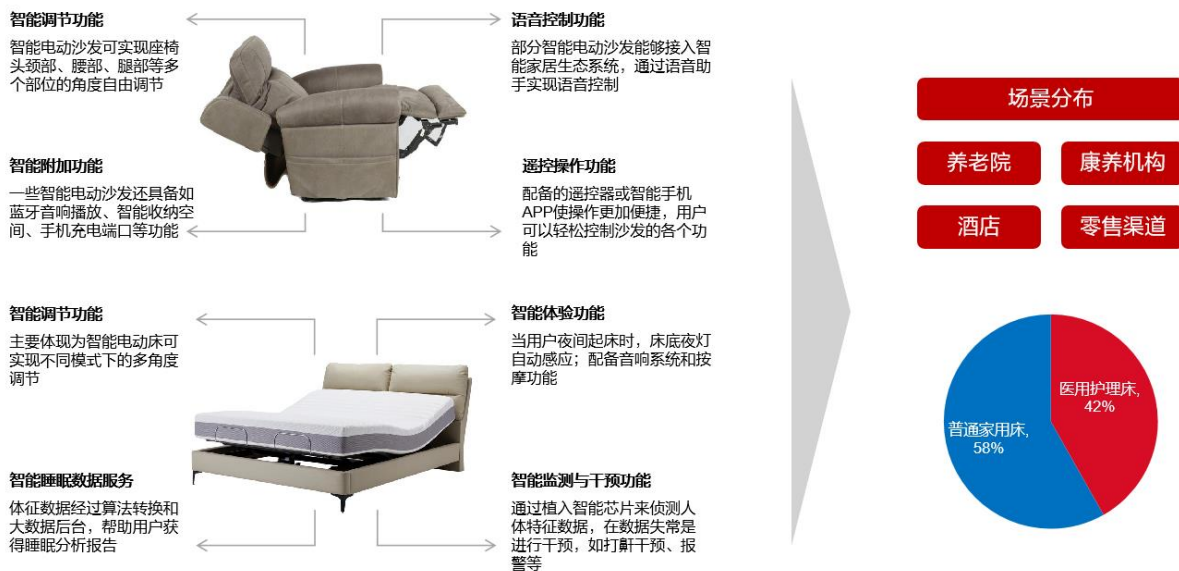 智能调节功能
智能电动沙发可实现座椅
头颈部、腰部、腿部等多
个部位的角度自由调节
语音控制功能
部分智能电动沙发能够接入智
能家居生态系统，通过语音助
手实现语音控制
智能附加功能
一些智能电动沙发还具备如
蓝牙音响播放、智能收纳空
间、手机充电端口等功能
遥控操作功能
配备的遥控器或智能手机
APP使操作更加便捷，用户
可以轻松控制沙发的各个功
能
智能调节功能
主要体现为智能电动床可
实现不同模式下的多角度
调节
智能体验功能
当用户夜间起床时，床底夜灯
自动感应；配备音响系统和按
摩功能
智能睡眠数据服务
体征数据经过算法转换和
大数据后台，帮助用户获
得睡眠分析报告
智能监测与干预功能
通过植入智能芯片来侦测人
体特征数据，在数据失常是
进行干预，如打鼾干预、报
警等
场景分布
养老院
康养机构
酒店
零售渠道
医用护理床,
42%
普通家用床,
58%